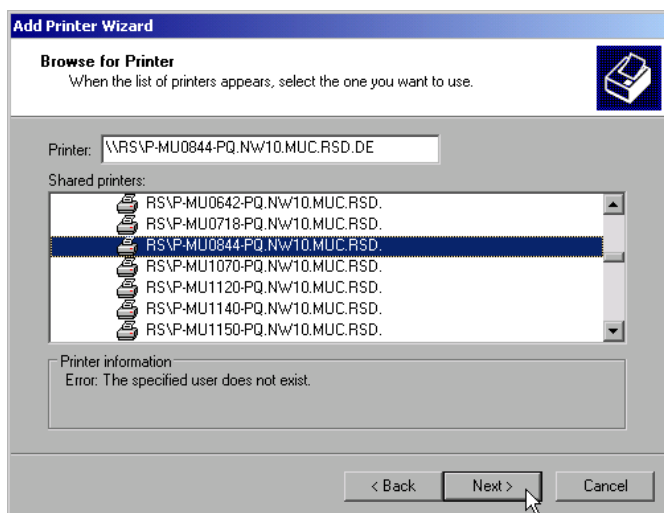 Add Printer Wizard
Browse for Printer
When the list of printers appears, select the one you want to use.
Printer: \\RS\P-MU0844-PQ.NW10.MUC.RSD.DE
Shared printers:
RS\P-MU0642-PQ.NW10.MUC.RSD.
RS\P-MU0718-PQ.NW10.MUC.RSD.
RS\P-MU0844-PQ.NW10.MUC.RSD.
RS\P-MU1070-PQ.NW10.MUC.RSD.
RS\P-MU1120-PQ.NW10.MUC.RSD.
RS\P-MU1140-PQ.NW10.MUC.RSD.
RS\P-MU1150-PQ.NW10.MUC.RSD.
Printer information
Error: The specified user does not exist.
< Back Next > Cancel